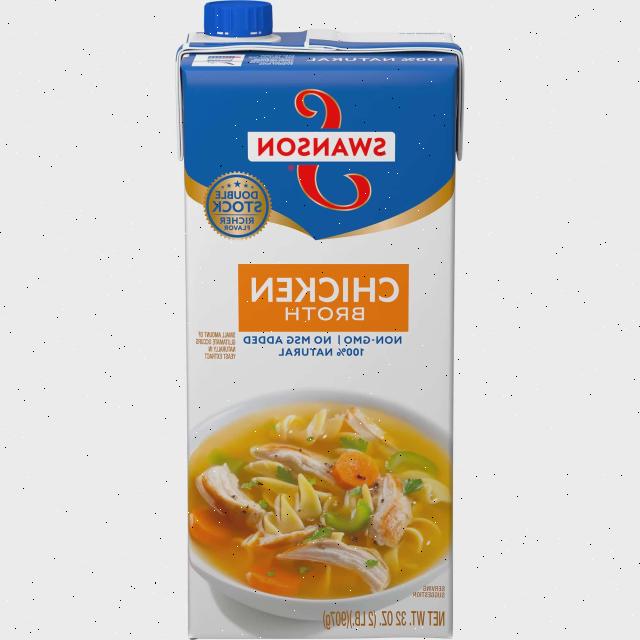 100% NATURAL
SWANSON
DOUBLE
STOCK
RICHER
FLAVOR
CHICKEN
BROTH
NON-GMO | NO MSG ADDED
100% NATURAL
SMALL AMOUNT OF
GLUTAMATE OCCURS
NATURALLY IN
YEAST EXTRACT
SERVING
SUGGESTION
NET WT. 32 OZ. (2 LB.)(907g)